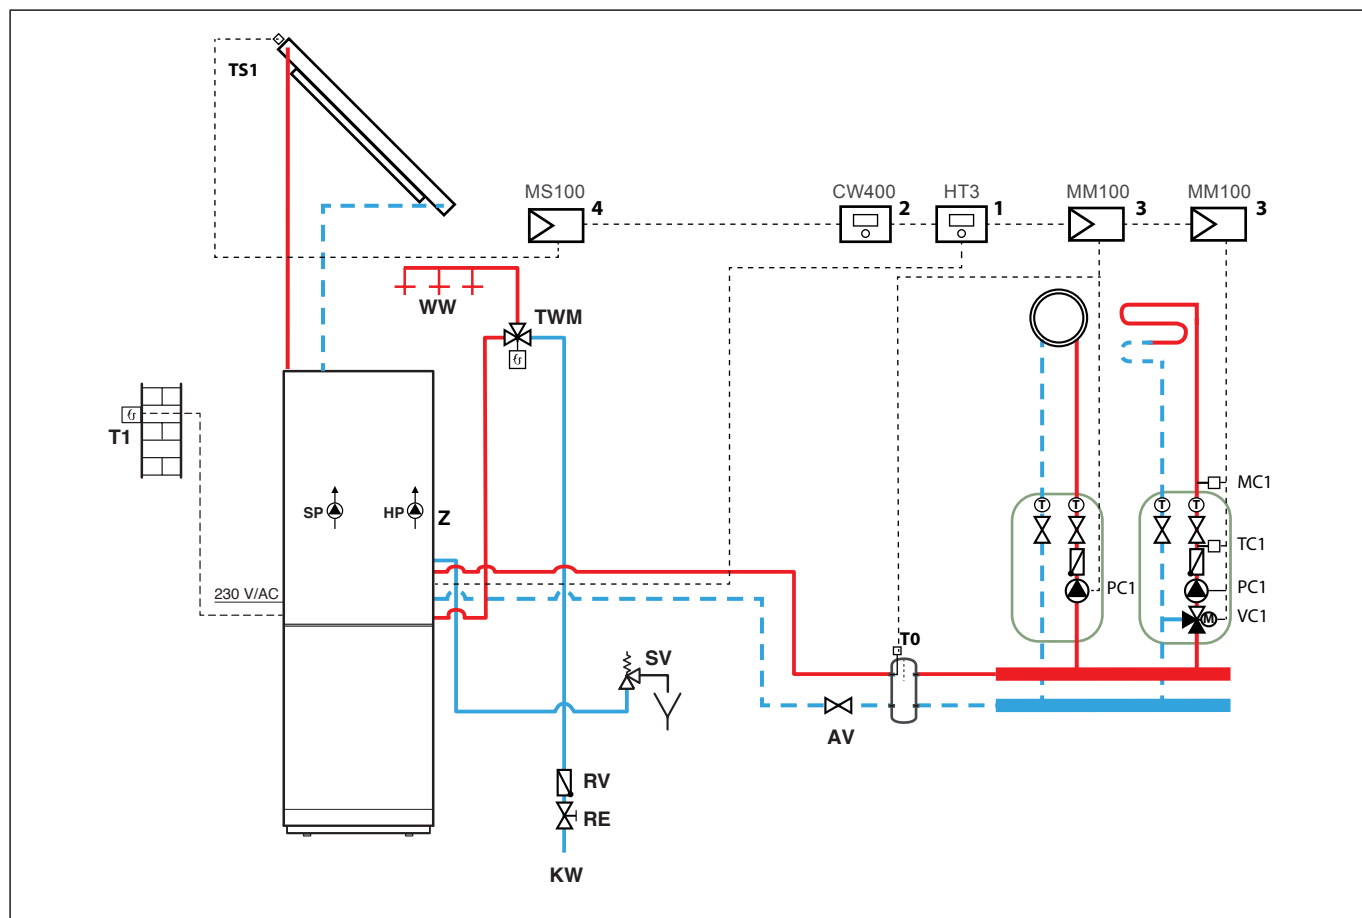 TS1
MS100
4
CW400
2
HT3
1
MM100
3
MM100
3
WW
TWM
T1
SP
HP
Z
230 V/AC
T
T
T
T
MC1
TC1
PC1
PC1
VC1
M
T0
SV
AV
RV
RE
KW